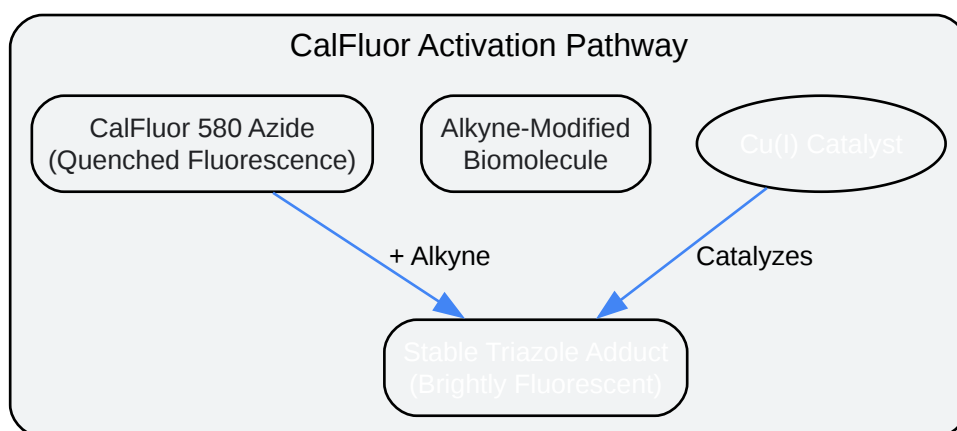 CalFluor Activation Pathway
CalFluor 580 Azide
(Quenched Fluorescence)
Alkyne-Modified
Biomolecule
Cu(I) Catalyst
+ Alkyne
Catalyzes
Stable Triazole Adduct
(Brightly Fluorescent)